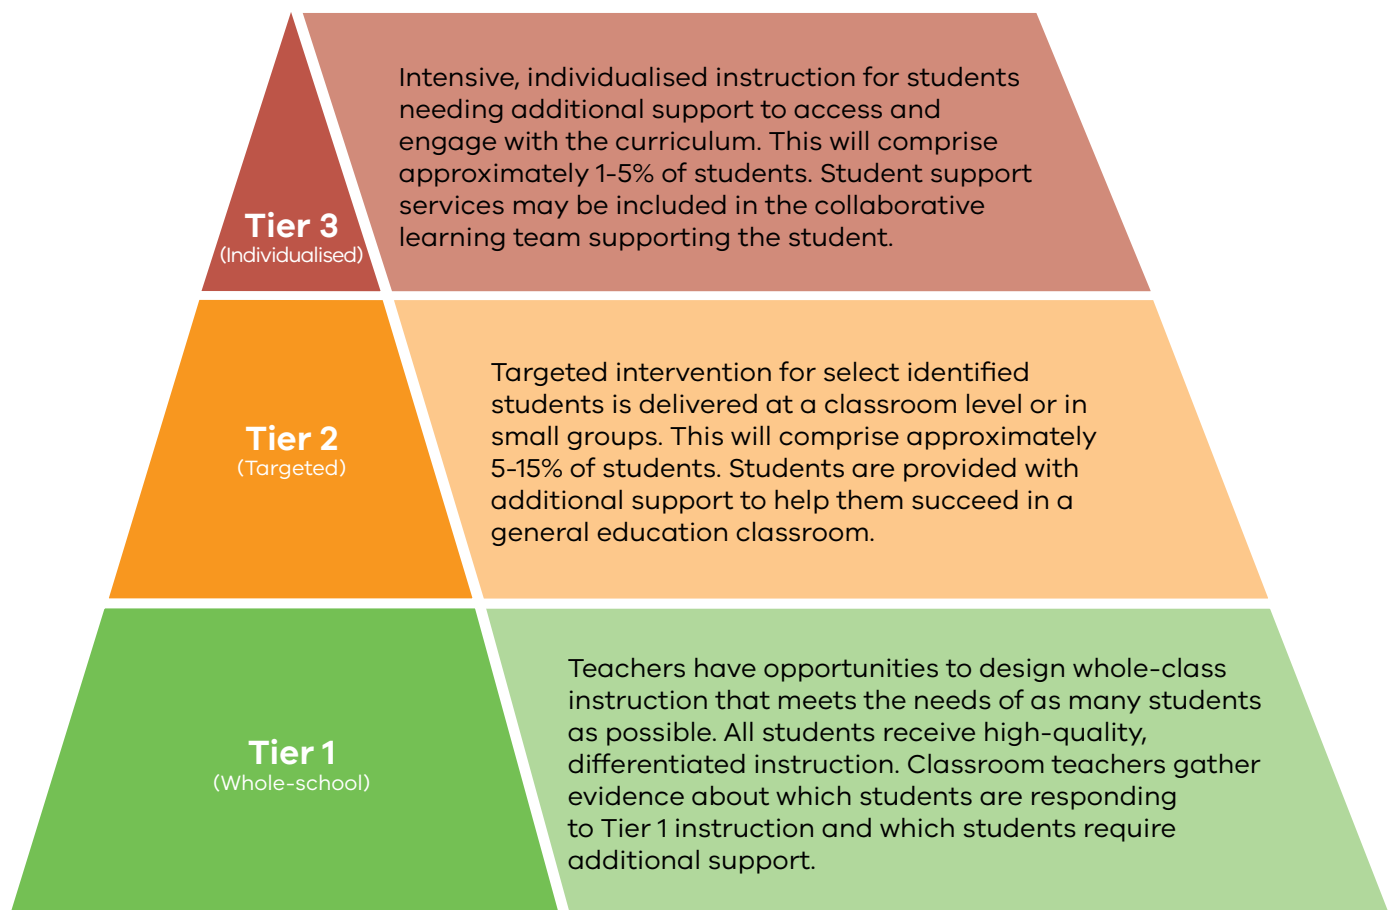 Tier 3
(Individualised)
Intensive, individualised instruction for students
needing additional support to access and
engage with the curriculum. This will comprise
approximately 1-5% of students. Student support
services may be included in the collaborative
learning team supporting the student.
Tier 2
(Targeted)
Targeted intervention for select identified
students is delivered at a classroom level or in
small groups. This will comprise approximately
5-15% of students. Students are provided with
additional support to help them succeed in a
general education classroom.
Tier 1
(Whole-school)
Teachers have opportunities to design whole-class
instruction that meets the needs of as many students
as possible. All students receive high-quality,
differentiated instruction. Classroom teachers gather
evidence about which students are responding
to Tier 1 instruction and which students require
additional support.